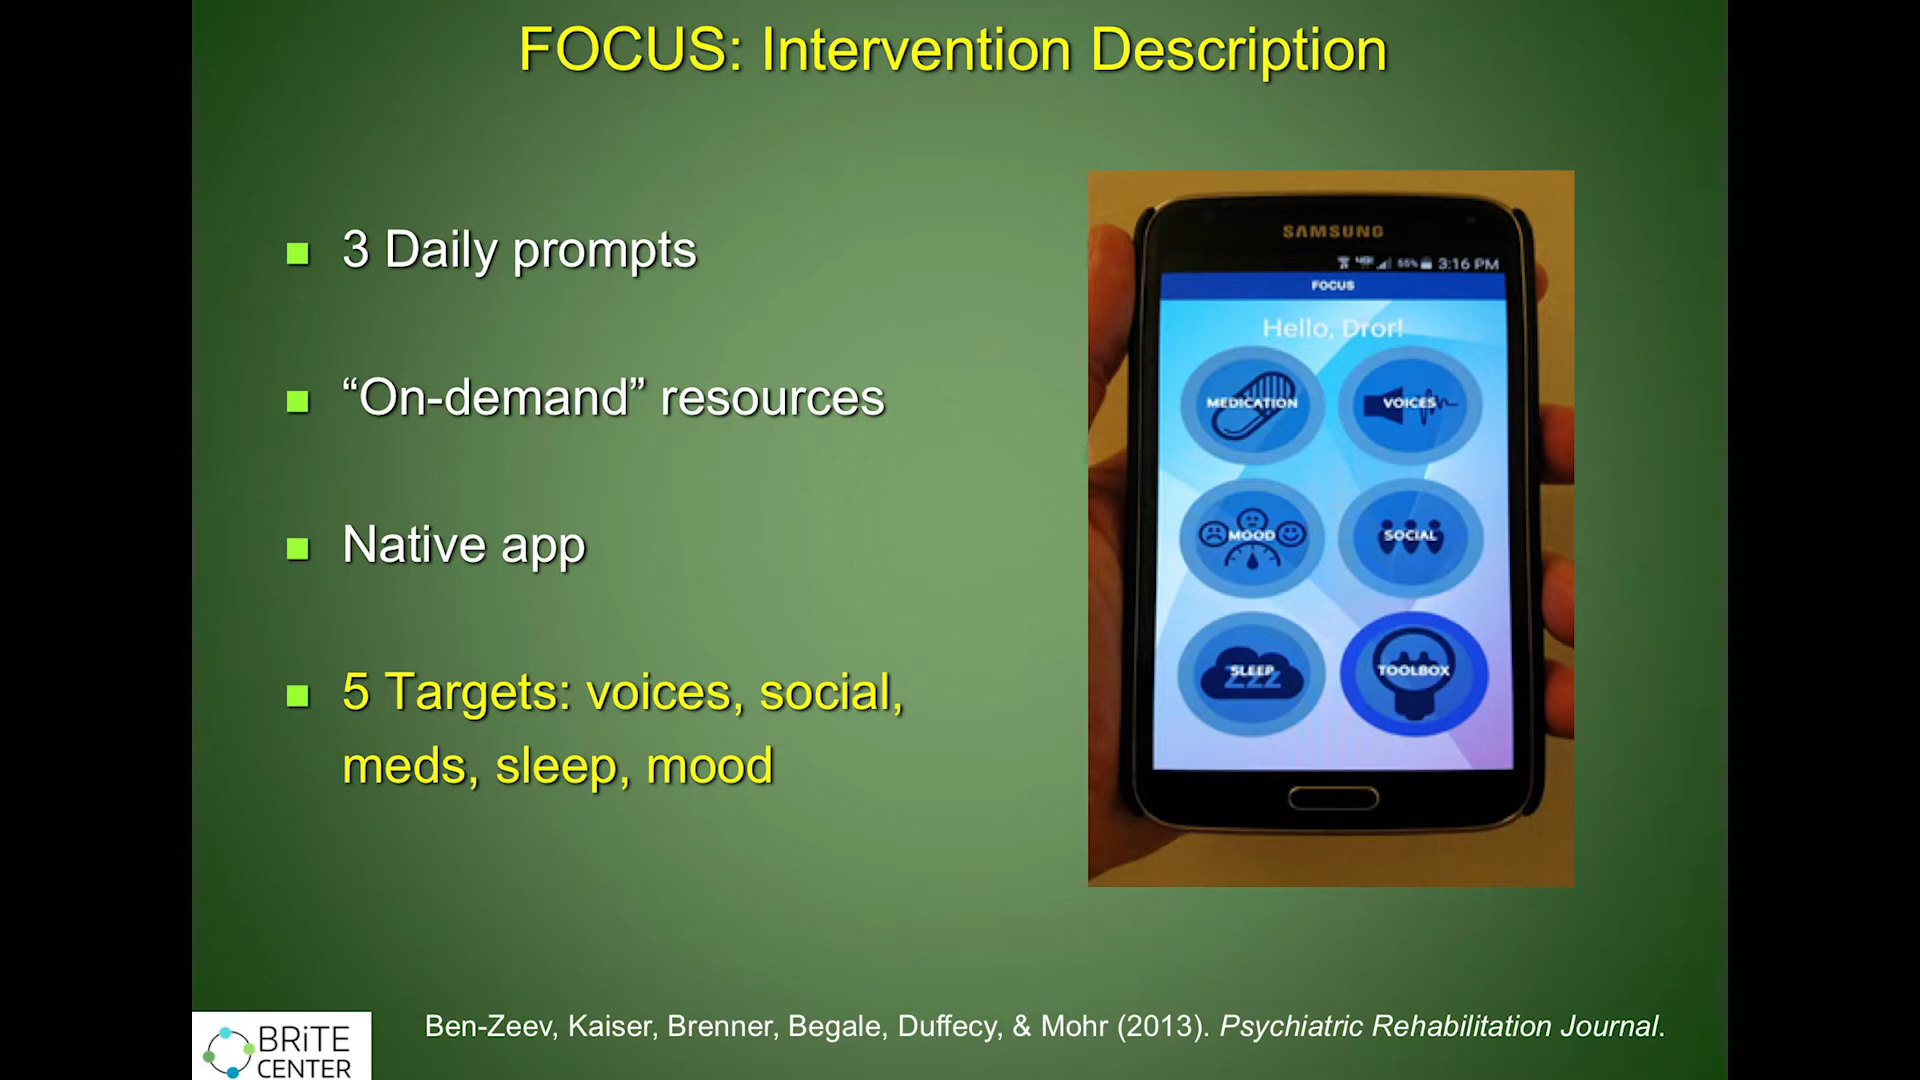 FOCUS: Intervention Description
3 Daily prompts
“On-demand” resources
Native app
5 Targets: voices, social,
meds, sleep, mood
SAMSUNG
55% 3:16 PM
FOCUS
Hello, Dror!
MEDICATION
VOICES
MOOD
SOCIAL
SLEEP
ZZZ
TOOLBOX
BRiTE
CENTER
Ben-Zeev, Kaiser, Brenner, Begale, Duffecy, & Mohr (2013). Psychiatric Rehabilitation Journal.